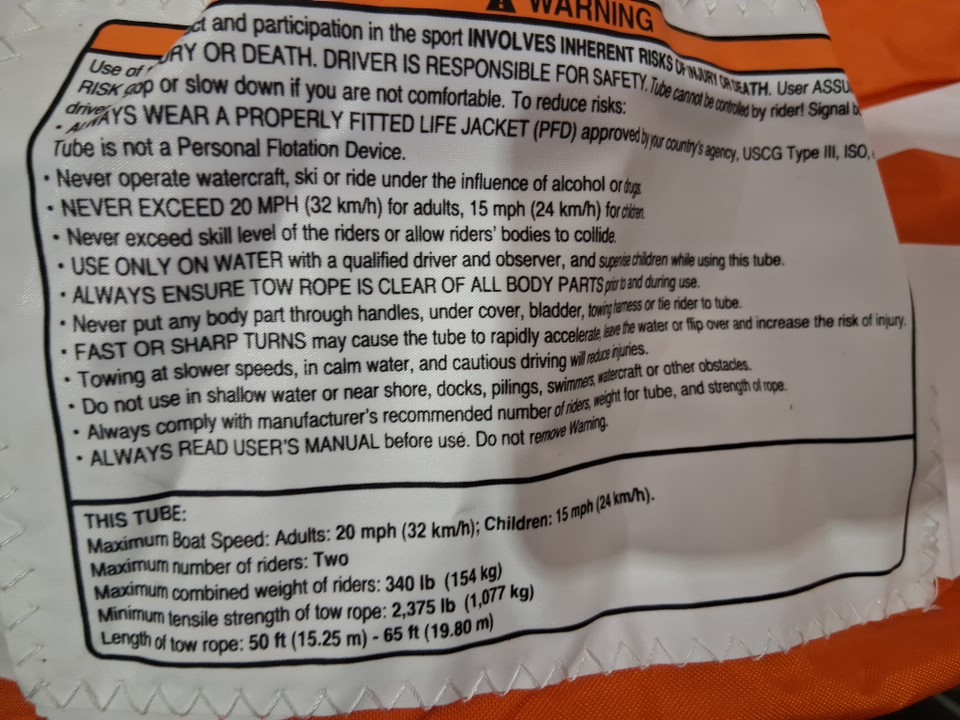 WARNING
ct and participation in the sport INVOLVES INHERENT RISKS OF INJURY OR DEATH. User ASSU
Use of
URY OR DEATH. DRIVER IS RESPONSIBLE FOR SAFETY. Tube cannot be controlled by rider! Signal
RISK
op or slow down if you are not comfortable. To reduce risks:
drive
• ALWAYS WEAR A PROPERLY FITTED LIFE JACKET (PFD) approved by your country's agency, USCG Type III, ISO,
Tube is not a Personal Flotation Device.
• Never operate watercraft, ski or ride under the influence of alcohol or drugs.
• NEVER EXCEED 20 MPH (32 km/h) for adults, 15 mph (24 km/h) for children.
• Never exceed skill level of the riders or allow riders' bodies to collide.
• USE ONLY ON WATER with a qualified driver and observer, and supervise children while using this tube.
• ALWAYS ENSURE TOW ROPE IS CLEAR OF ALL BODY PARTS prior to and during use.
• Never put any body part through handles, under cover, bladder, towing harness or tie rider to tube.
• FAST OR SHARP TURNS may cause the tube to rapidly accelerate, leave the water or flip over and increase the risk of injury.
• Towing at slower speeds, in calm water, and cautious driving will reduce injuries.
• Do not use in shallow water or near shore, docks, pilings, swimmers, watercraft or other obstacles.
• Always comply with manufacturer's recommended number of riders, weight for tube, and strength of rope.
• ALWAYS READ USER'S MANUAL before use. Do not remove Warning.
THIS TUBE:
Maximum Boat Speed: Adults: 20 mph (32 km/h); Children: 15 mph (24 km/h).
Maximum number of riders: Two
Maximum combined weight of riders: 340 lb (154 kg)
Minimum tensile strength of tow rope: 2,375 lb (1,077 kg)
Length of tow rope: 50 ft (15.25 m) - 65 ft (19.80 m)